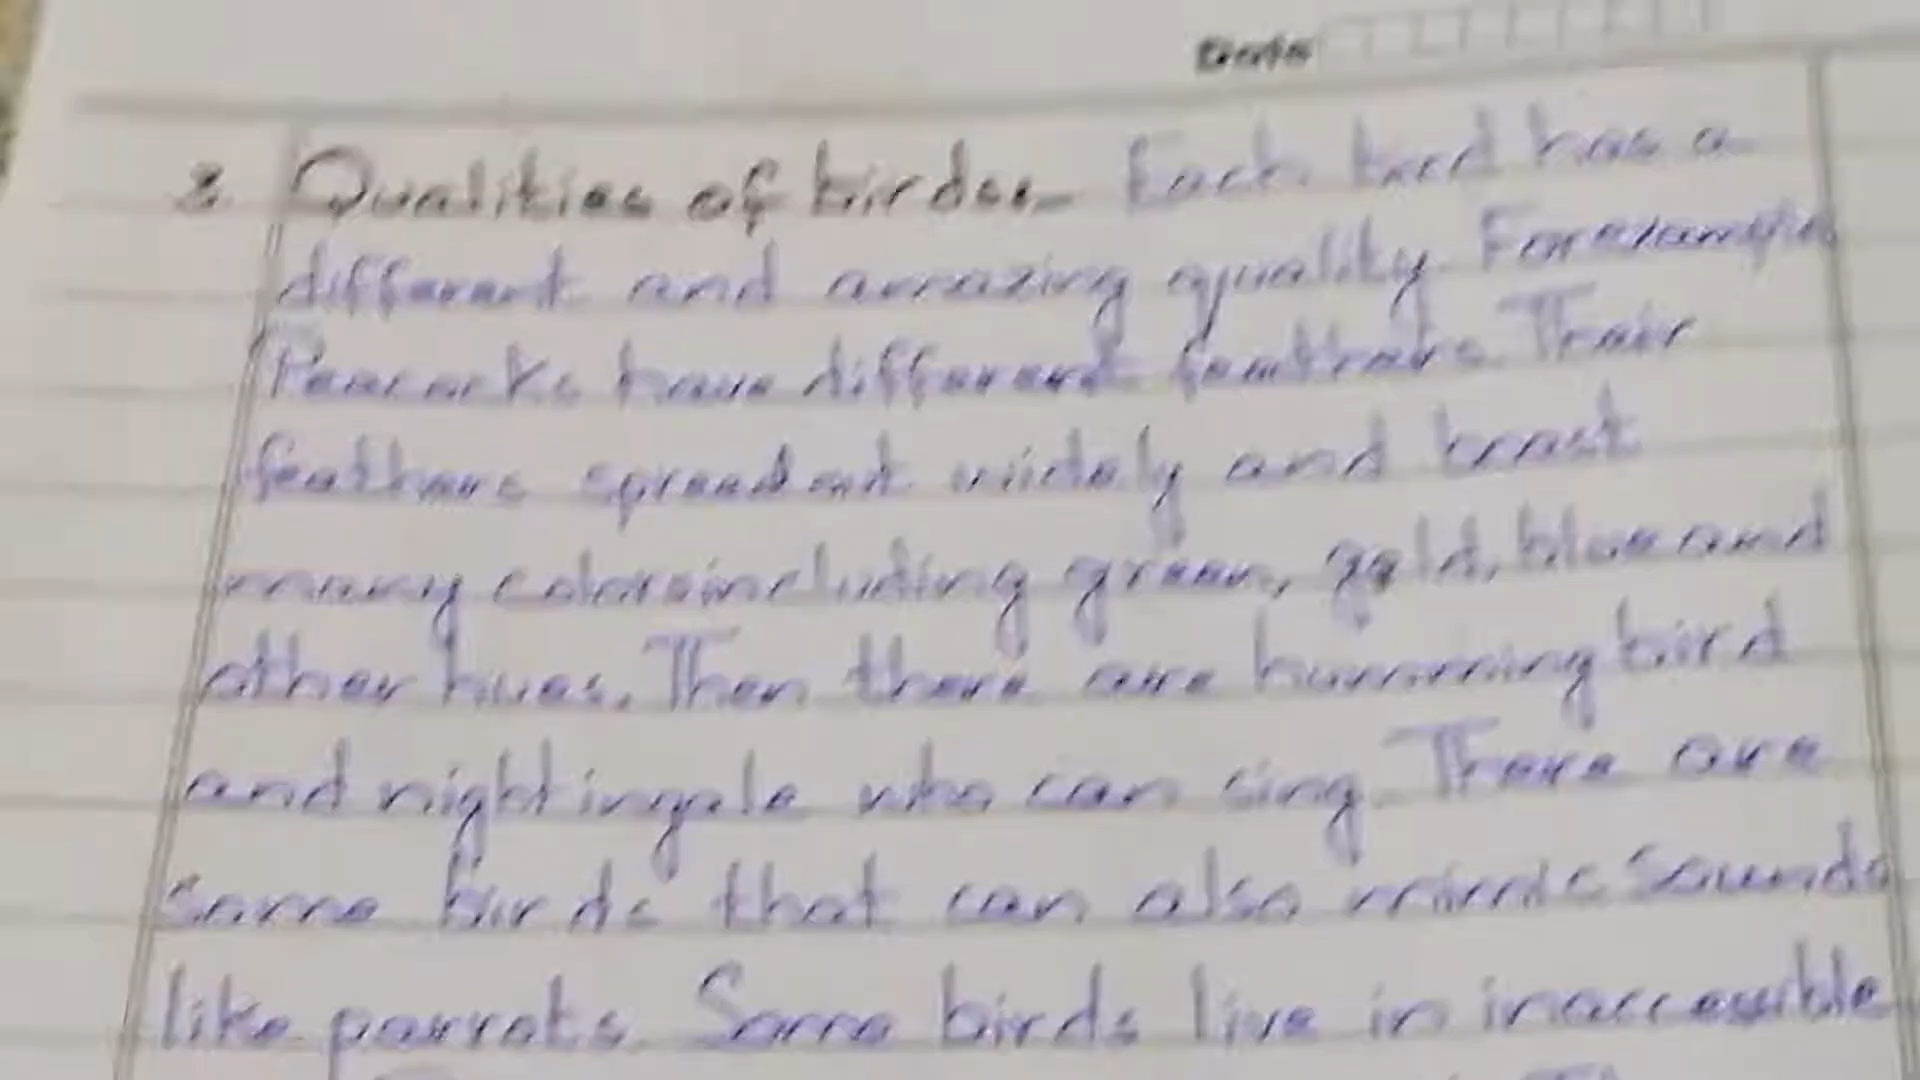 Date
3. Qualities of birds:- Each bird has a
different and amazing quality. For example
Peacocks have different feathers. Their
feathers spread out widely and boast
many colors including green, gold, blue and
other hues. Then there are humming bird
and nightingale who can sing. There are
some birds that can also mimic sounds
like parrots. Some birds live in inaccessible